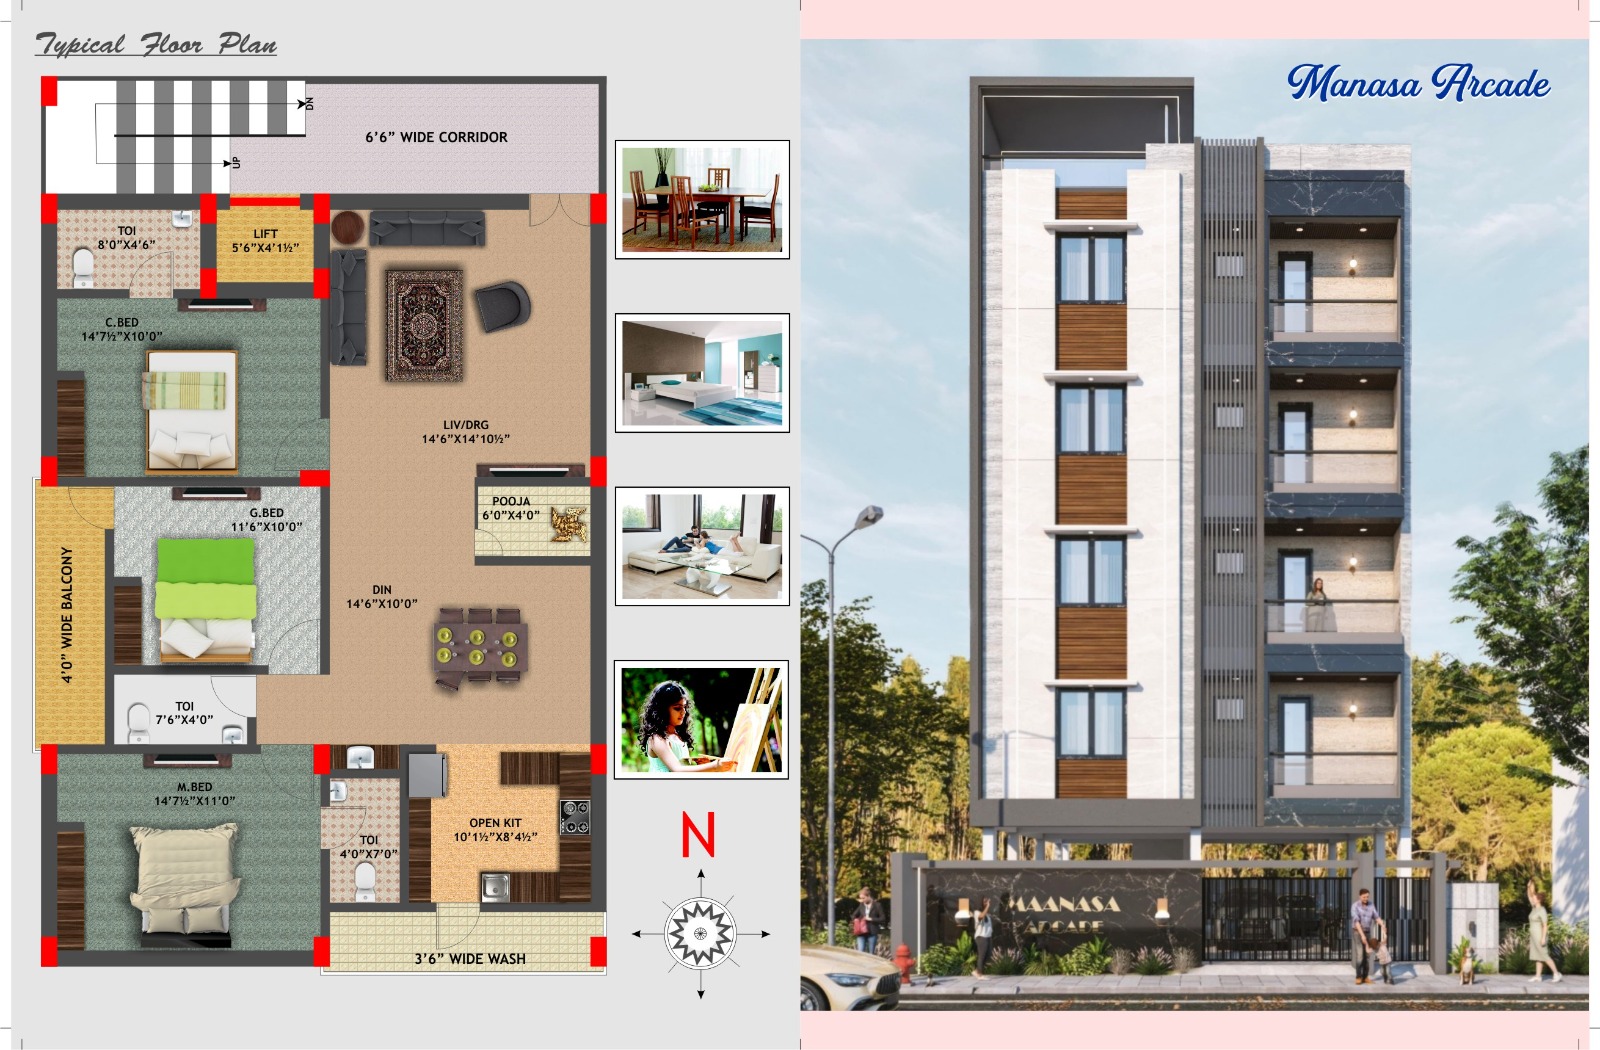 Typical Floor Plan
DN
UP
6’6” WIDE CORRIDOR
TOI
8’0”X4’6”
LIFT
5’6”X4’1½”
C.BED
14’7½”X10’0”
LIV/DRG
14’6”X14’10½”
G.BED
11’6”X10’0”
POOJA
6’0”X4’0”
4’0” WIDE BALCONY
DIN
14’6”X10’0”
TOI
7’6”X4’0”
M.BED
14’7½”X11’0”
TOI
4’0”X7’0”
OPEN KIT
10’1½”X8’4½”
3’6” WIDE WASH
N
Manasa Arcade
MAANASA
ARCADE